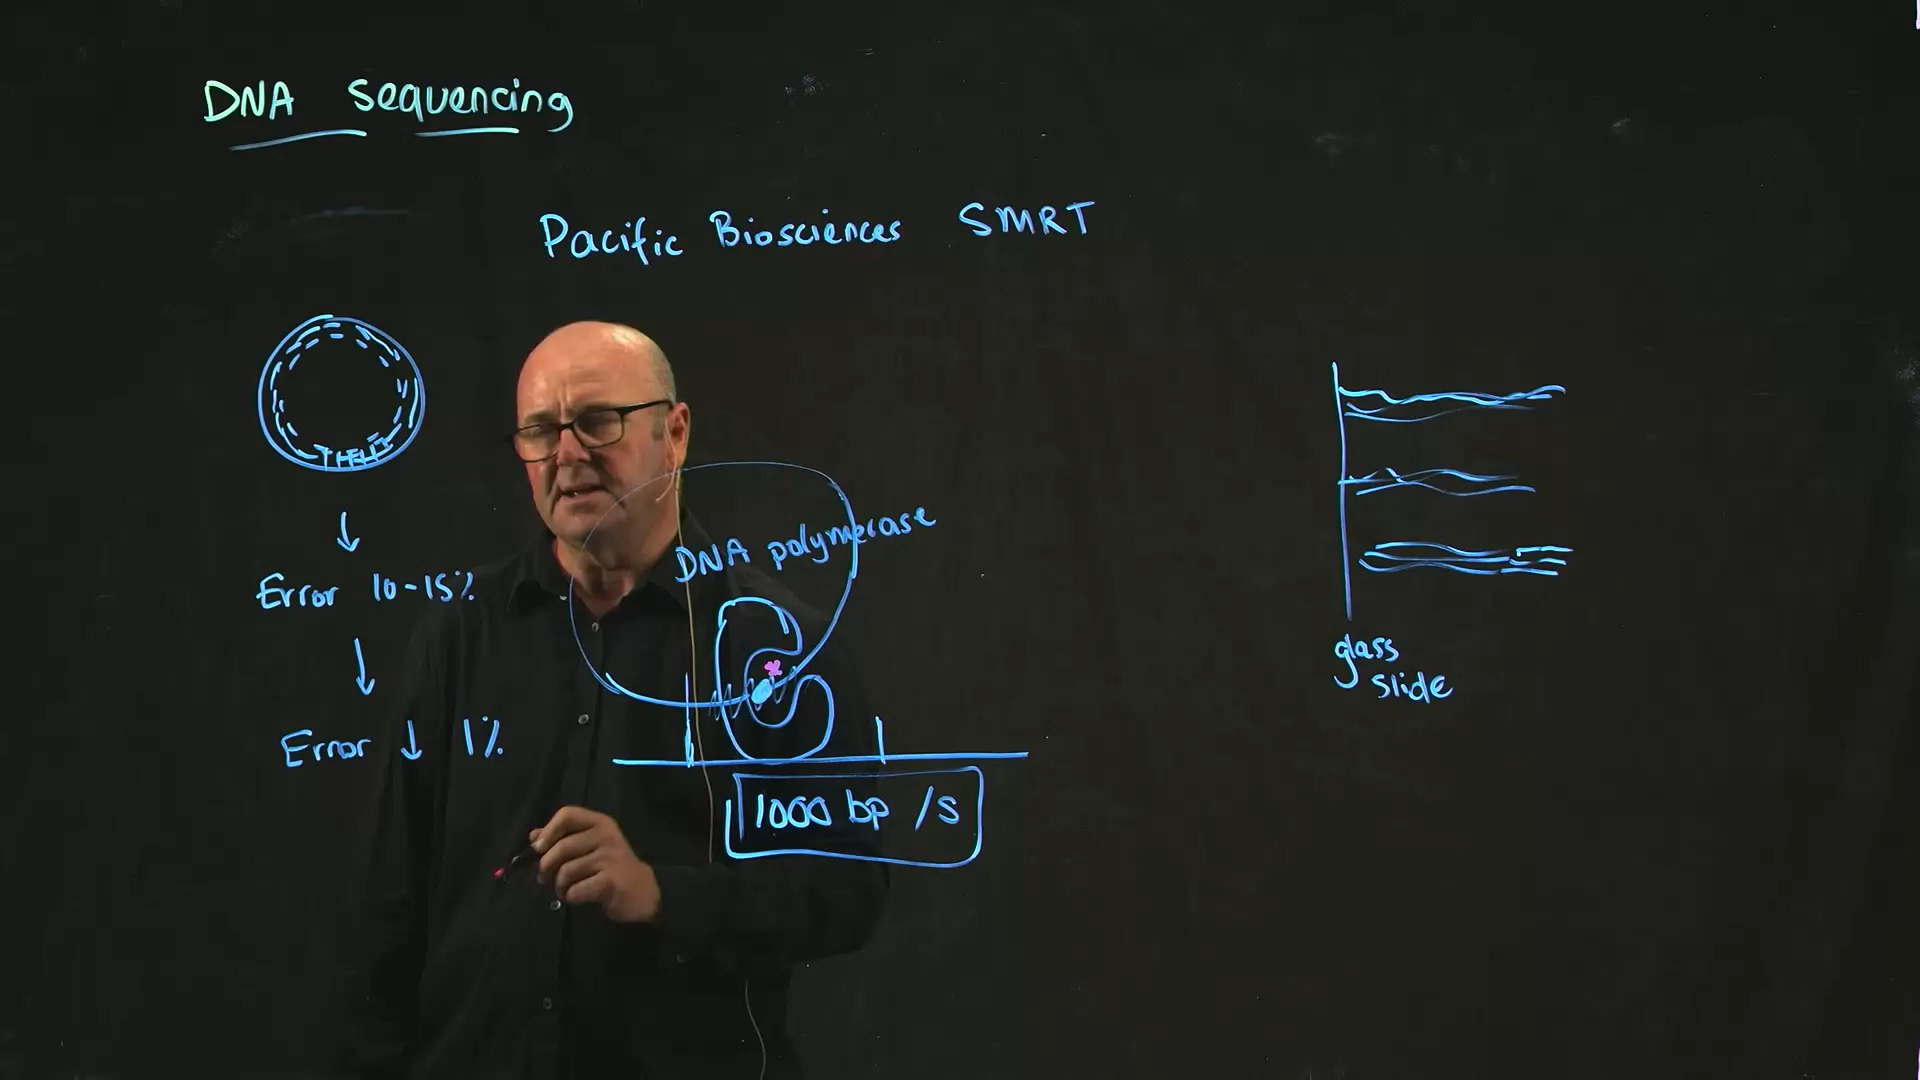 DNA sequencing
Pacific Biosciences SMRT
DNA polymerase
Error 10-15%
Error ↓ 1%
1000 bp /s
glass
slide